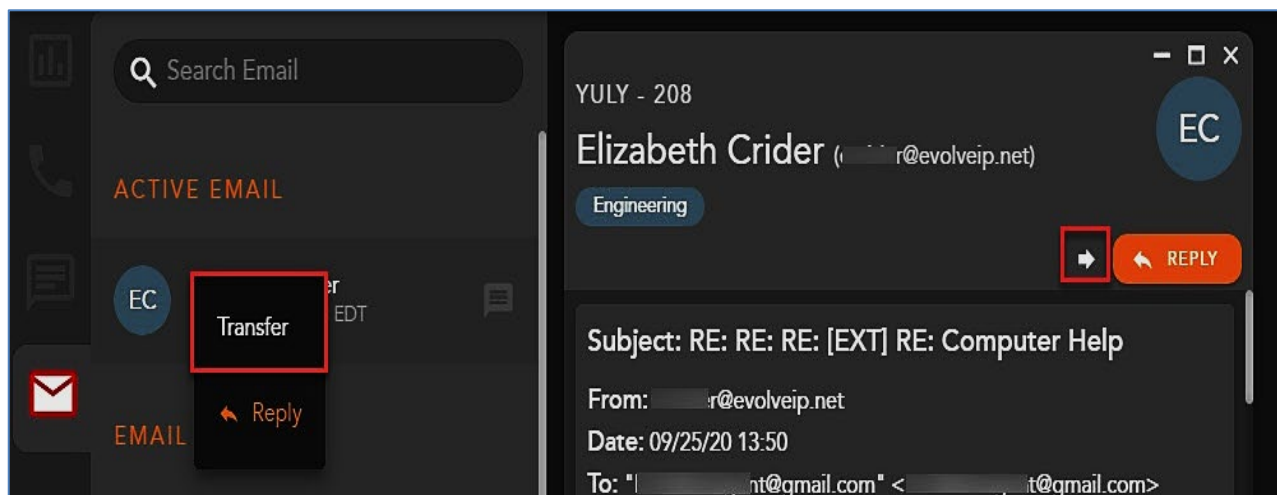 Search Email
ACTIVE EMAIL
EC
EDT
Transfer
Reply
EMAIL
YULY - 208
EC
Elizabeth Crider (r@evolveip.net)
Engineering
REPLY
Subject: RE: RE: RE: [EXT] RE: Computer Help
From: r@evolveip.net
Date: 09/25/20 13:50
To: " nt@gmail.com" < t@gmail.com>